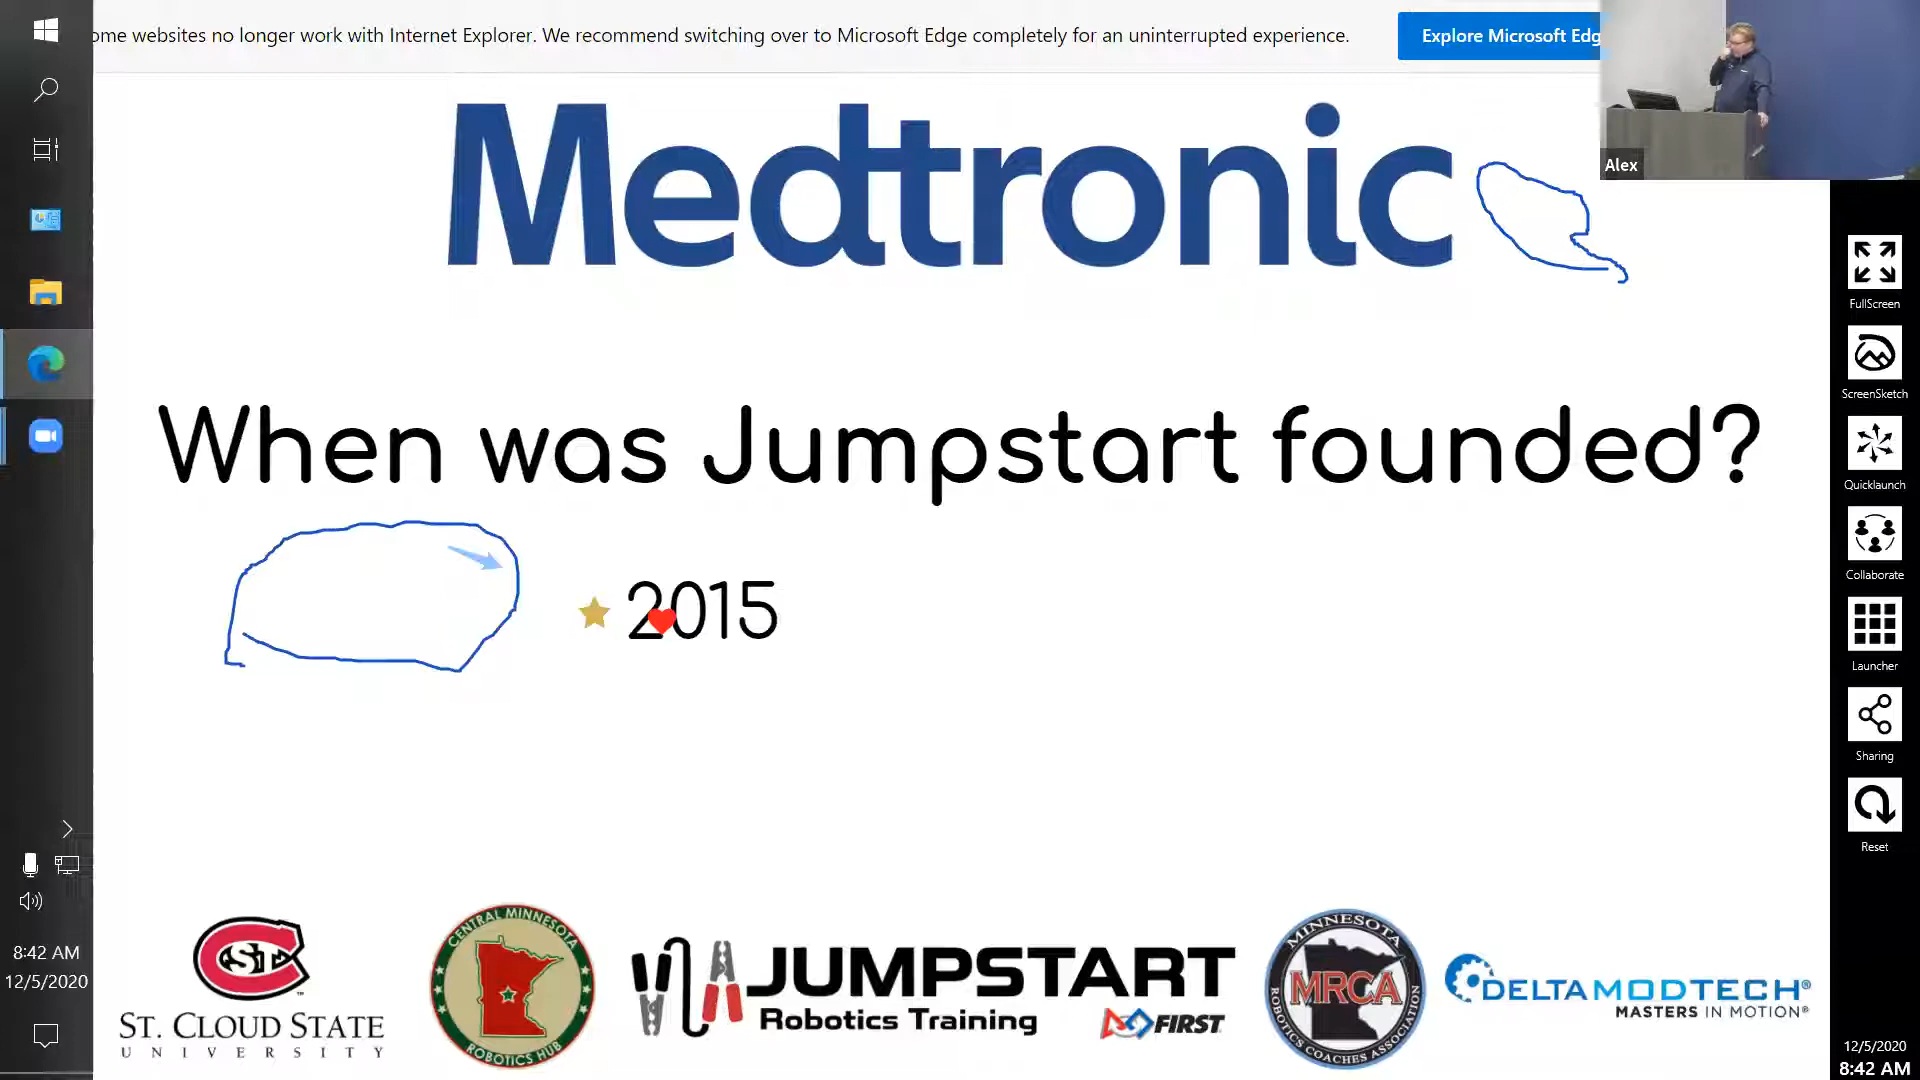 ome websites no longer work with Internet Explorer. We recommend switching over to Microsoft Edge completely for an uninterrupted experience.
Explore Microsoft Edg
Alex
Medtronic
When was Jumpstart founded?
2015
FullScreen
ScreenSketch
Quicklaunch
Collaborate
Launcher
Sharing
Reset
8:42 AM
12/5/2020
STC
ST. CLOUD STATE
UNIVERSITY
CENTRAL MINNESOTA
ROBOTICS HUB
JUMPSTART
Robotics Training
FIRST
MINNESOTA
MRCA
ROBOTICS COACHES ASSOCIATION
DELTAMODTECH®
MASTERS IN MOTION®
12/5/2020
8:42 AM